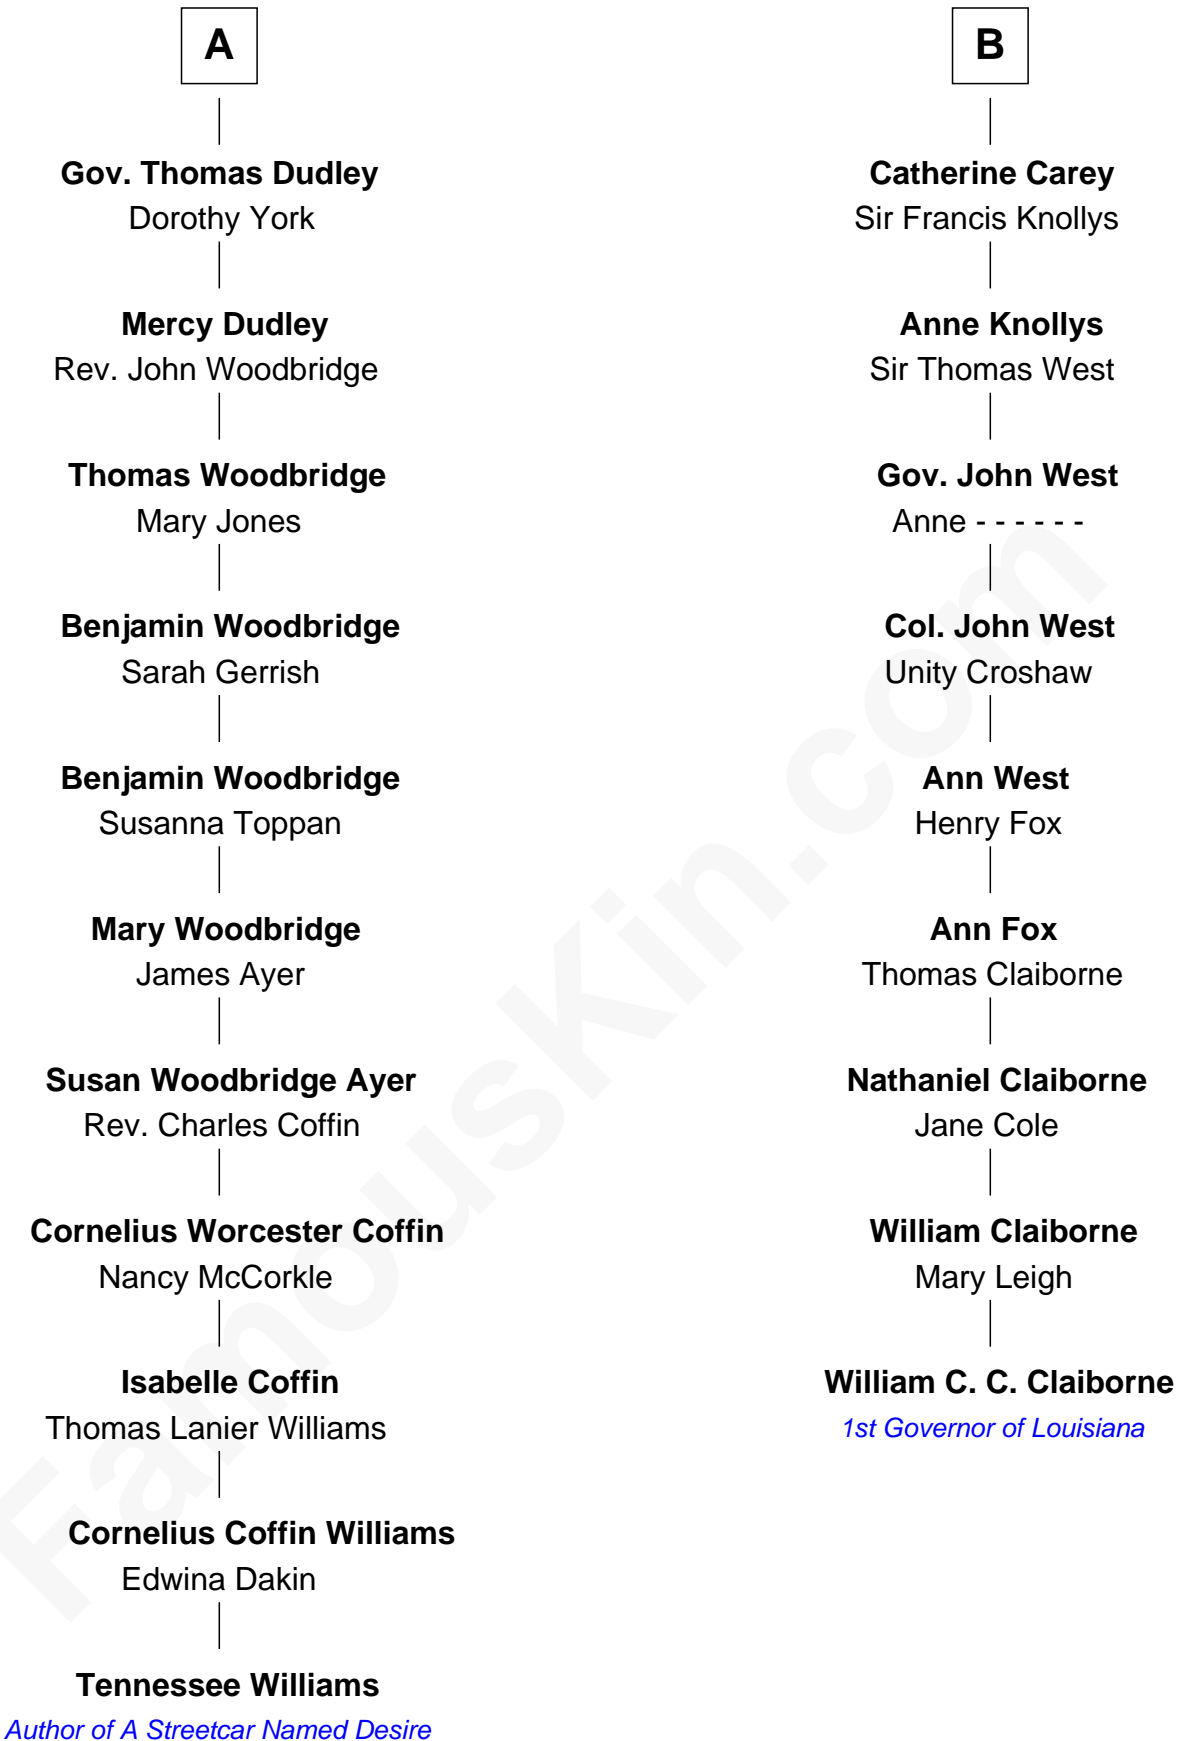 A
Gov. Thomas Dudley
Dorothy York
Mercy Dudley
Rev. John Woodbridge
Thomas Woodbridge
Mary Jones
Benjamin Woodbridge
Sarah Gerrish
Benjamin Woodbridge
Susanna Toppan
Mary Woodbridge
James Ayer
Susan Woodbridge Ayer
Rev. Charles Coffin
Cornelius Worcester Coffin
Nancy McCorkle
Isabelle Coffin
Thomas Lanier Williams
Cornelius Coffin Williams
Edwina Dakin
Tennessee Williams
Author of A Streetcar Named Desire
B
Catherine Carey
Sir Francis Knollys
Anne Knollys
Sir Thomas West
Gov. John West
Anne - - - - - -
Col. John West
Unity Croshaw
Ann West
Henry Fox
Ann Fox
Thomas Claiborne
Nathaniel Claiborne
Jane Cole
William Claiborne
Mary Leigh
William C. C. Claiborne
1st Governor of Louisiana
FamousKin.com